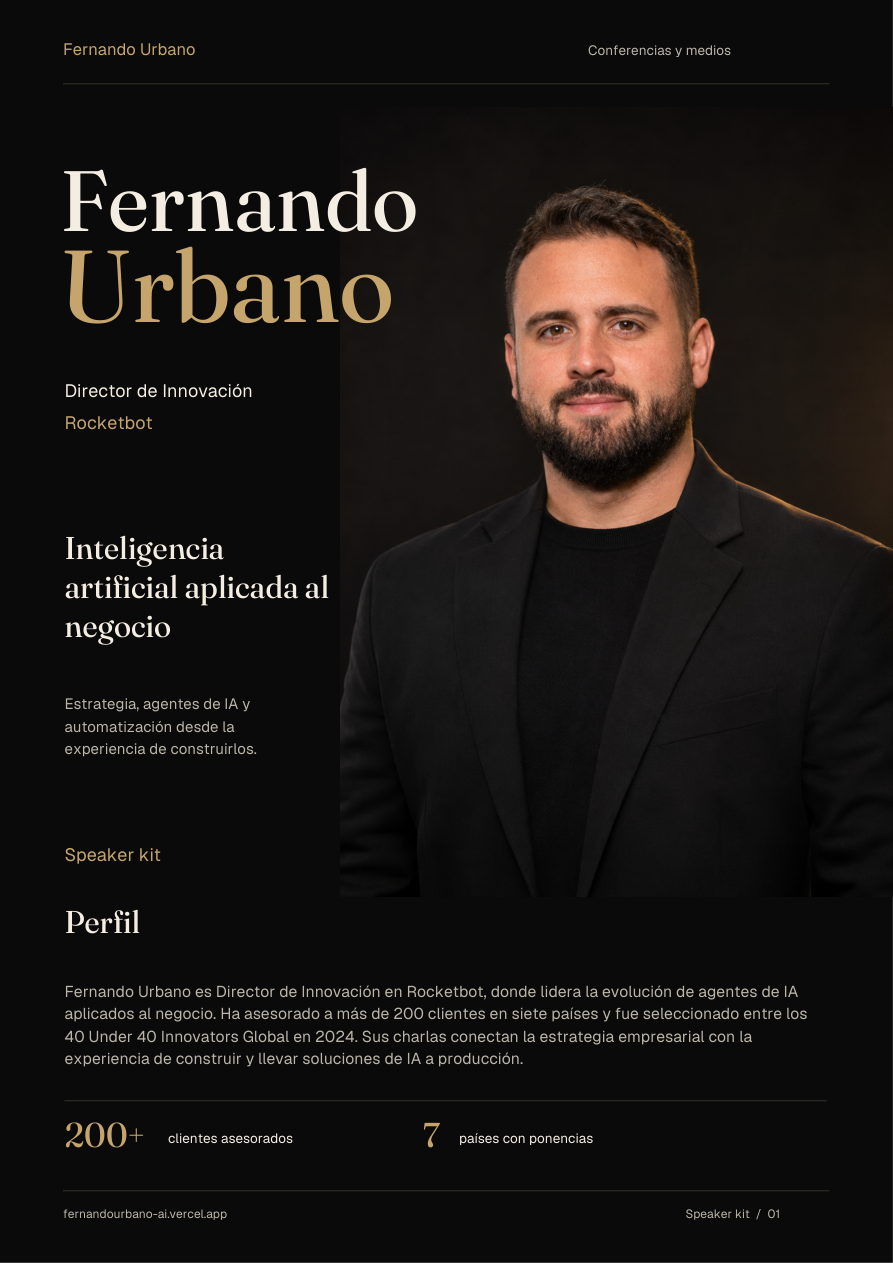 Fernando Urbano
Conferencias y medios
Fernando
Urbano
Director de Innovación
Rocketbot
Inteligencia
artificial aplicada al
negocio
Estrategia, agentes de IA y
automatización desde la
experiencia de construirlos.
Speaker kit
Perfil
Fernando Urbano es Director de Innovación en Rocketbot, donde lidera la evolución de agentes de IA
aplicados al negocio. Ha asesorado a más de 200 clientes en siete países y fue seleccionado entre los
40 Under 40 Innovators Global en 2024. Sus charlas conectan la estrategia empresarial con la
experiencia de construir y llevar soluciones de IA a producción.
200+ clientes asesorados
7 países con ponencias
fernandourbano-ai.vercel.app
Speaker kit / 01